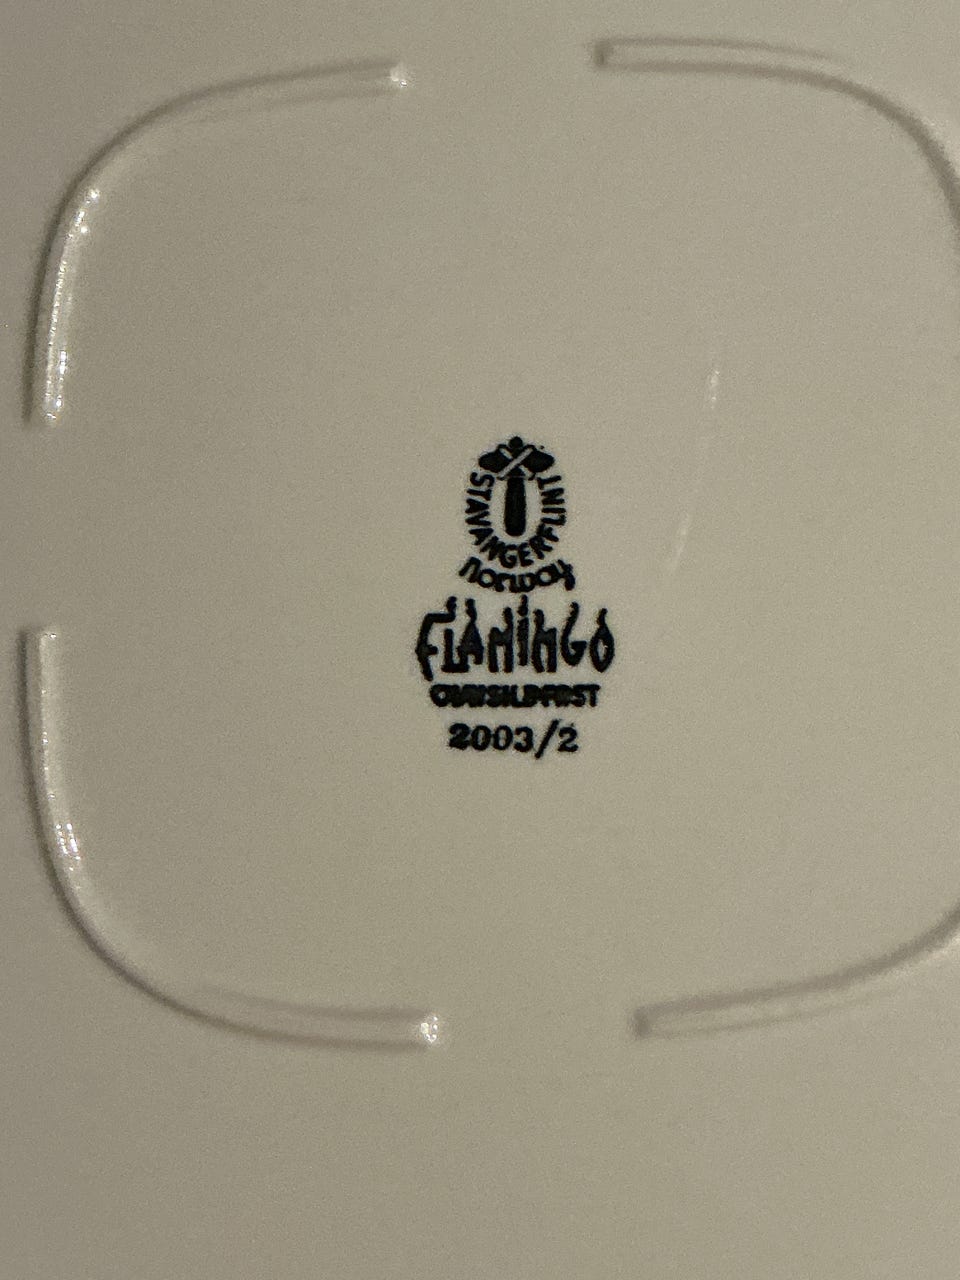 STAVANGERFLINT
norway
FLAMINGO
2003/2